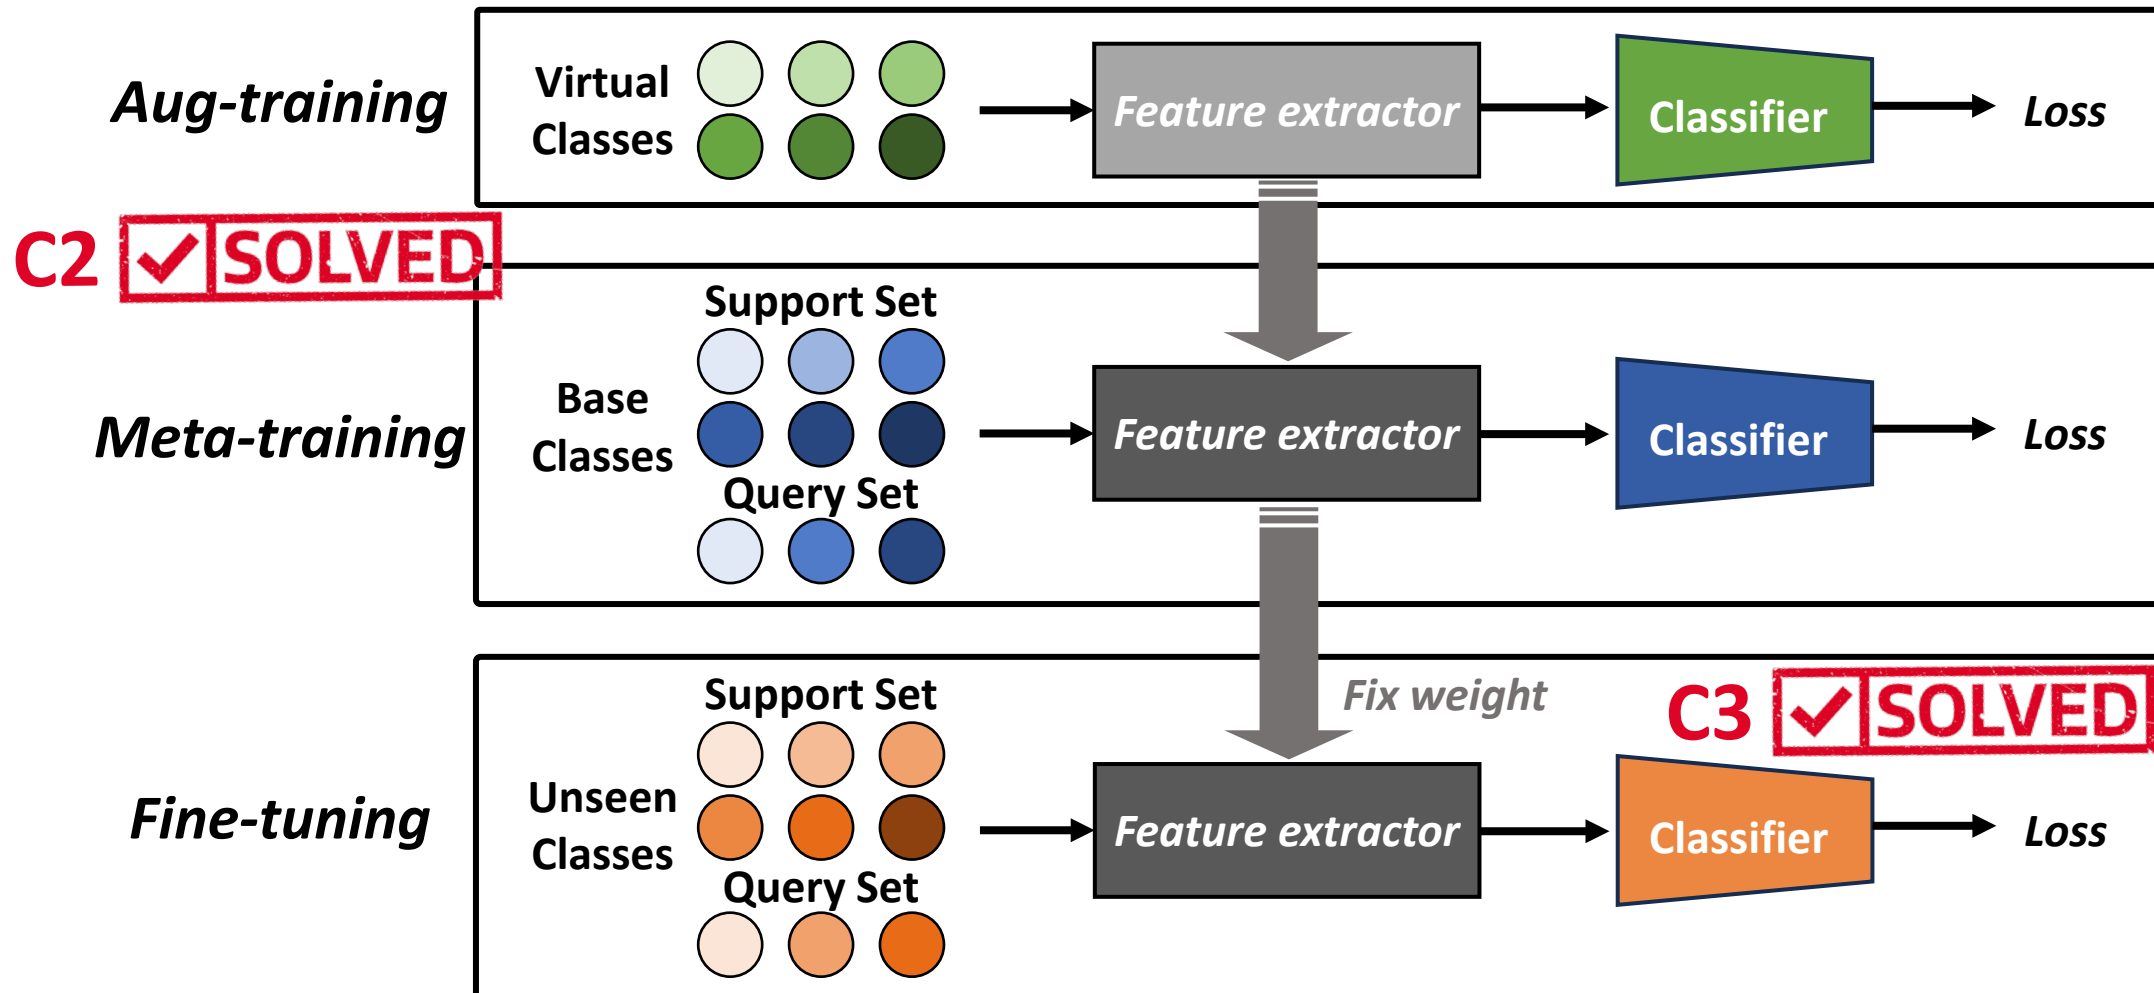 Aug-training
Virtual
Classes
Feature extractor
Classifier
Loss
C2 SOLVED
Meta-training
Support Set
Base
Classes
Query Set
Feature extractor
Classifier
Loss
Fix weight
C3 SOLVED
Fine-tuning
Support Set
Unseen
Classes
Query Set
Feature extractor
Classifier
Loss